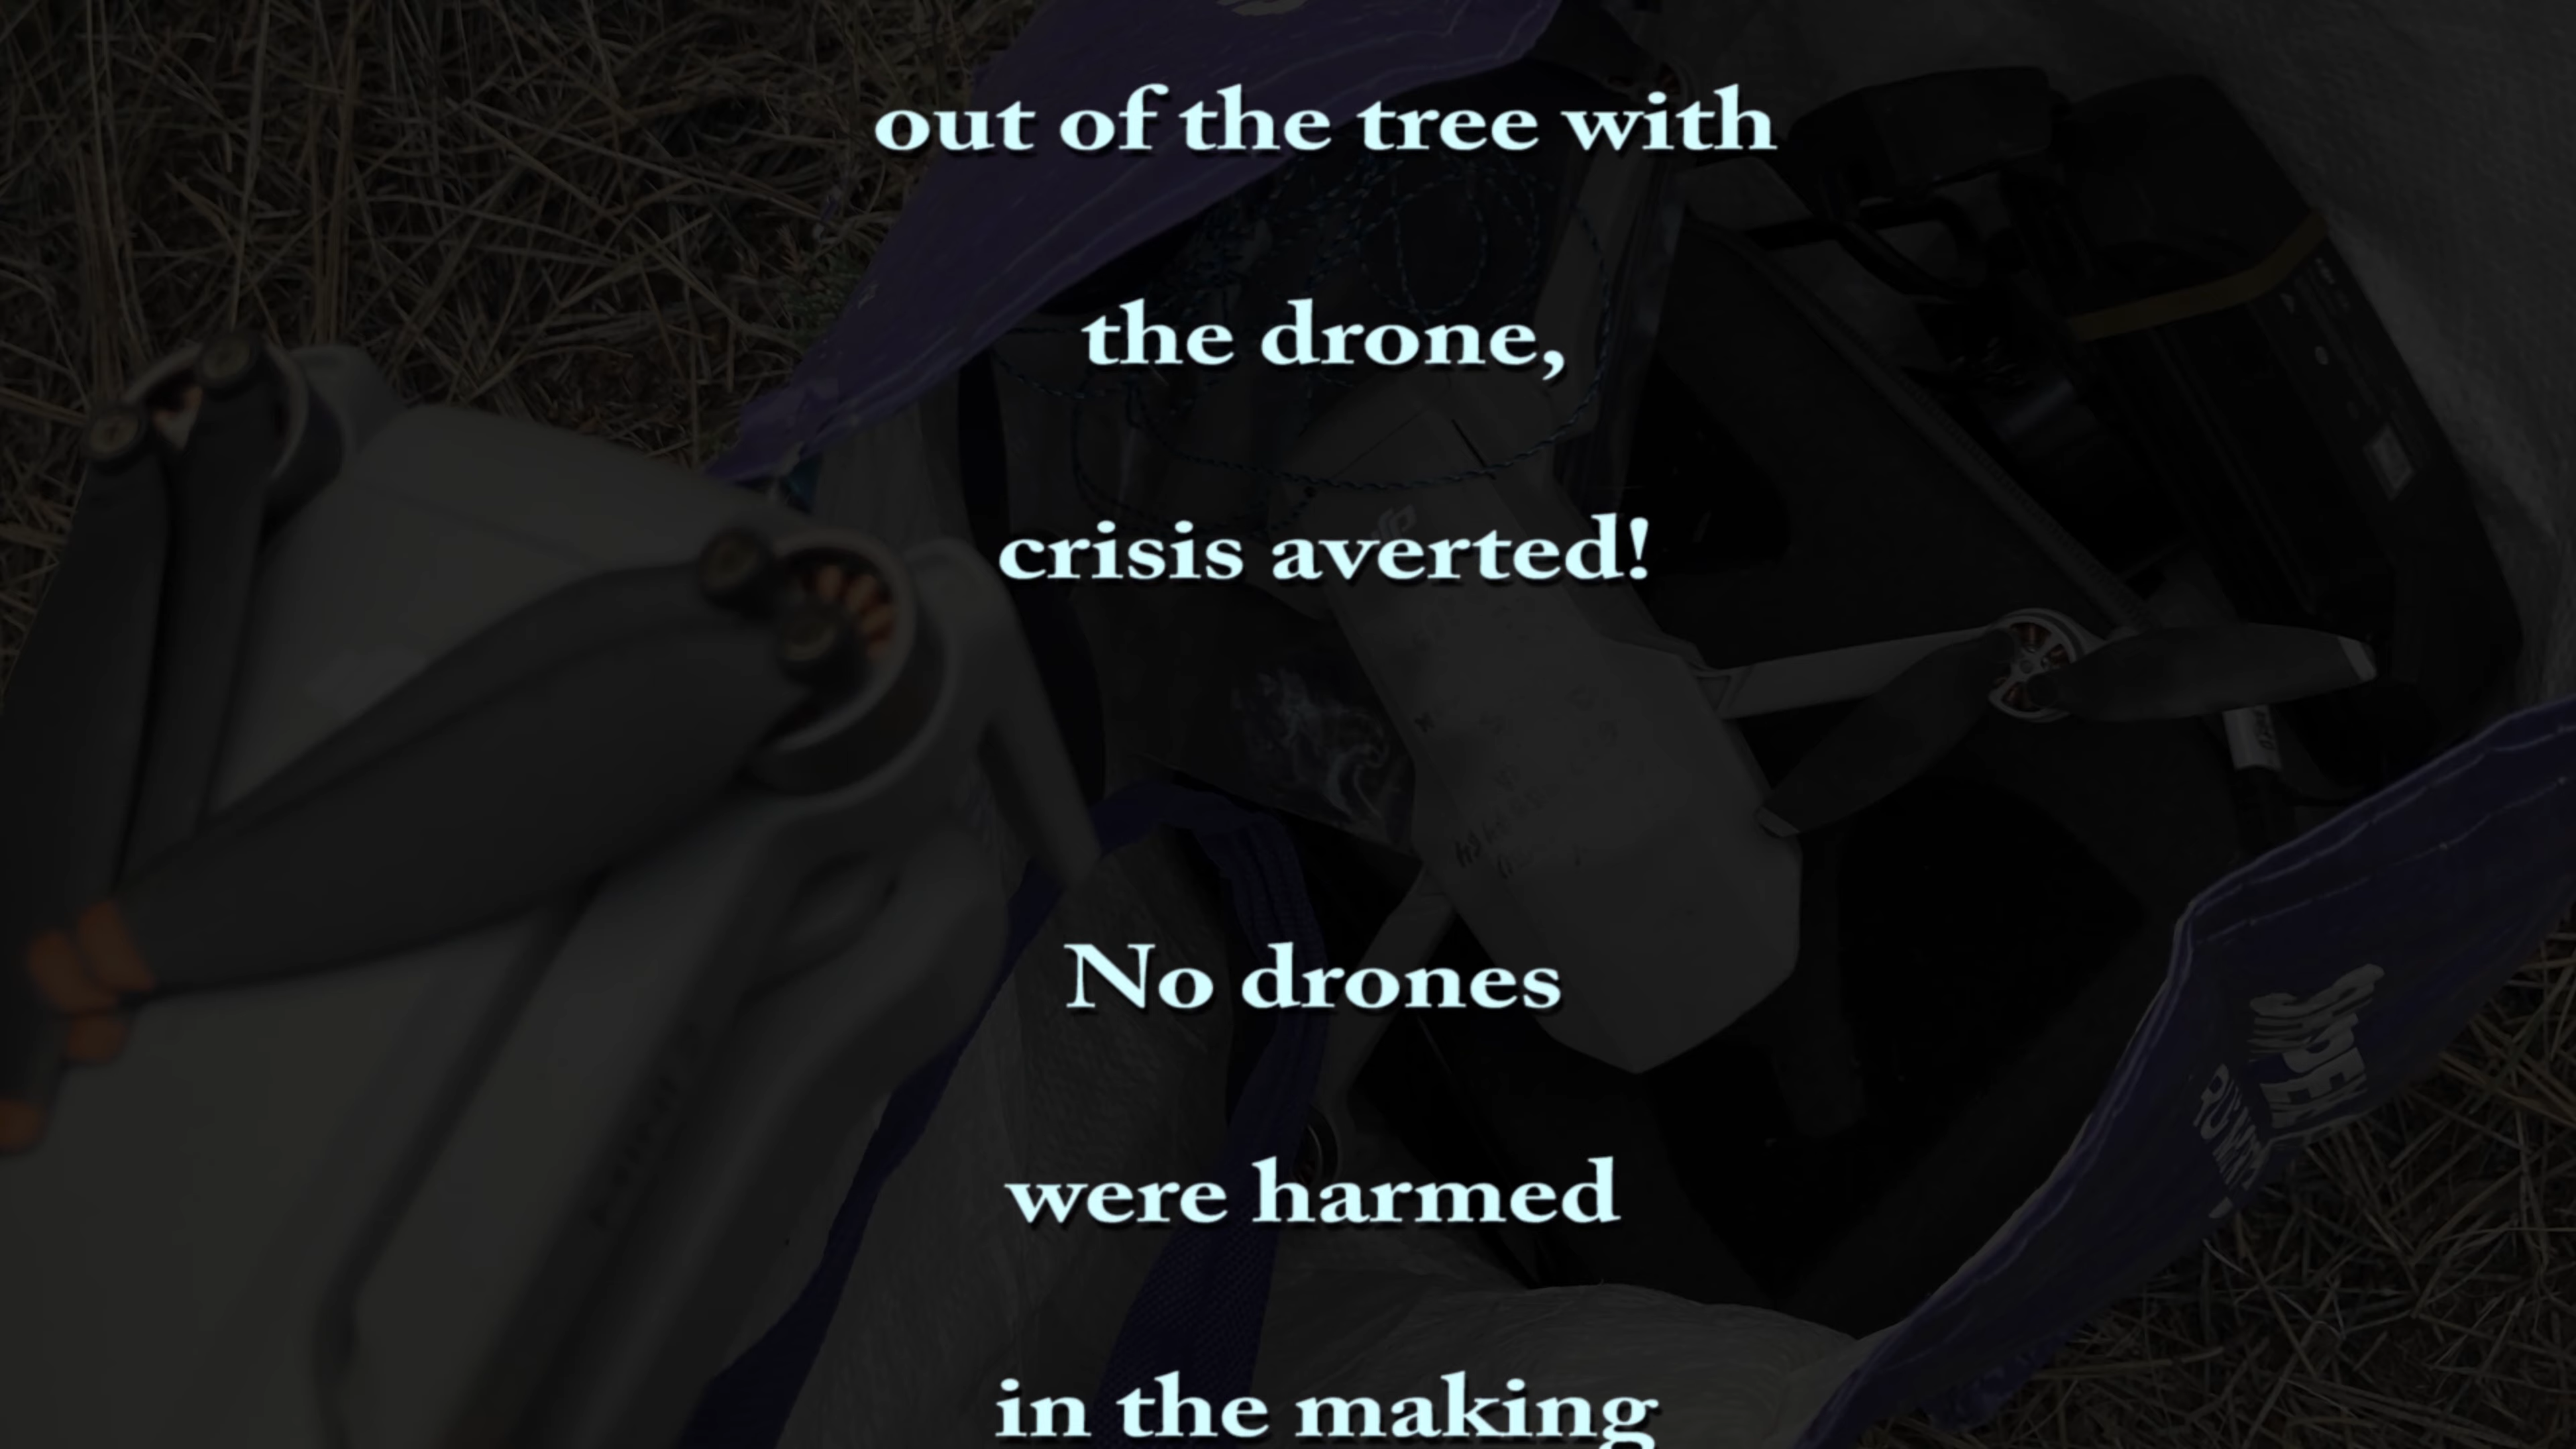 out of the tree with
the drone,
crisis averted!
No drones
were harmed
in the making